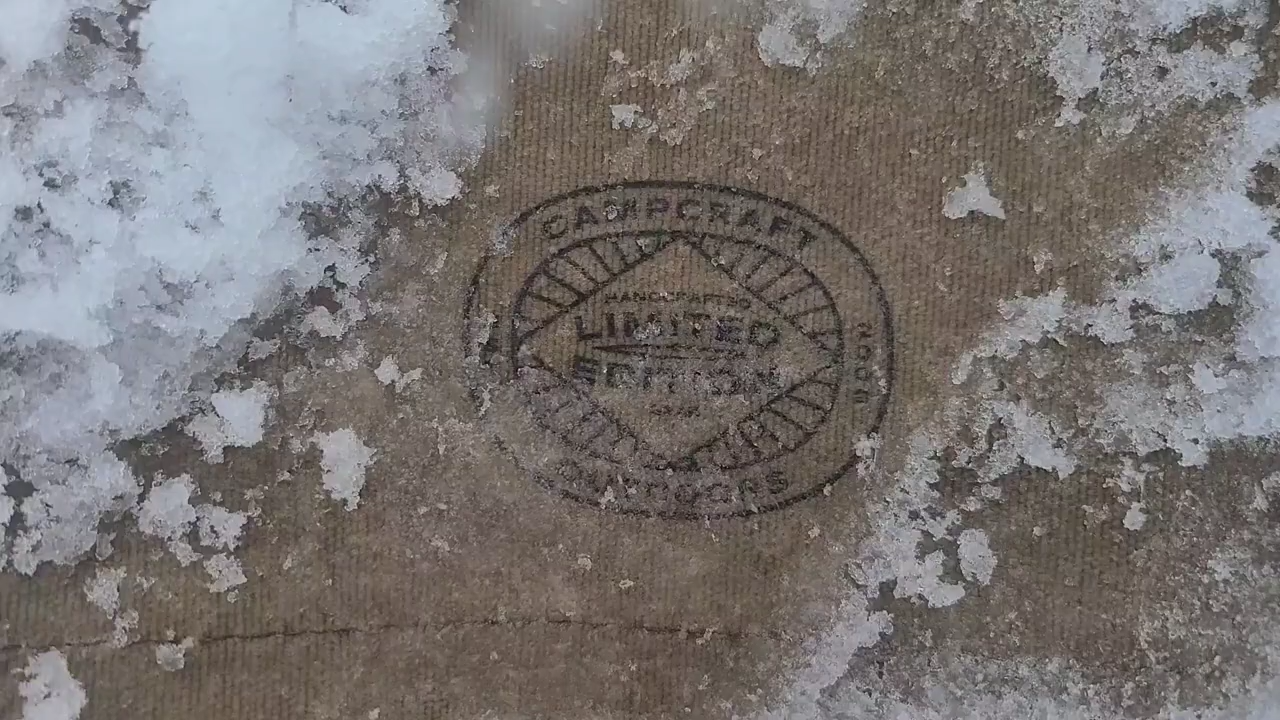 CAMPCRAFT
HANDCRAFTED
LIMITED
EDITION
OUTDOORS